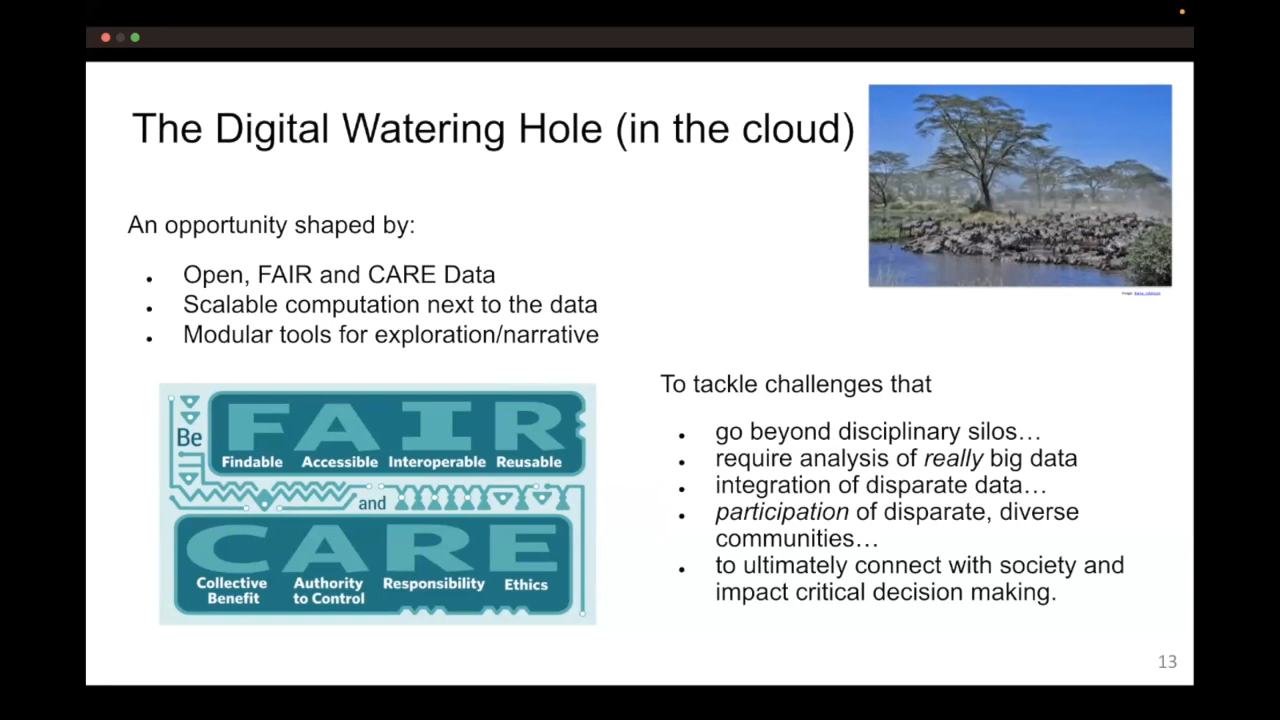 The Digital Watering Hole (in the cloud)
An opportunity shaped by:
Open, FAIR and CARE Data
Scalable computation next to the data
Modular tools for exploration/narrative
Be
FAIR
Findable Accessible Interoperable Reusable
and
CARE
Collective Authority Responsibility Ethics
Benefit to Control
To tackle challenges that
go beyond disciplinary silos…
require analysis of really big data
integration of disparate data…
participation of disparate, diverse
communities…
to ultimately connect with society and
impact critical decision making.
13